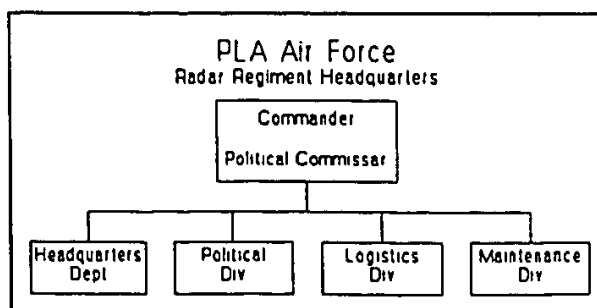 PLA Air Force
Radar Regiment Headquarters
Commander
Political Commissar
Headquarters
Dept
Political
Div
Logistics
Div
Maintenance
Div